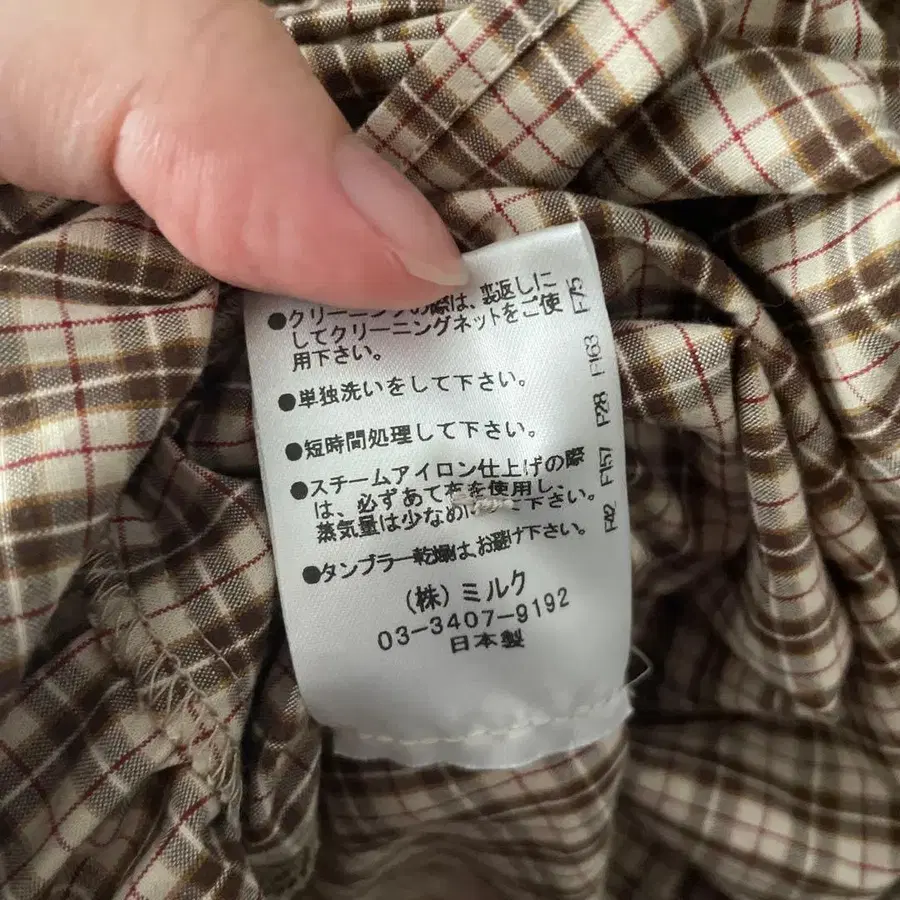 ●クリーニングの際は、裏返しに
してクリーニングネットをご使
用下さい。
●単独洗いをして下さい。
●短時間処理して下さい。
●スチームアイロン仕上げの際
は、必ずあて布を使用し、
蒸気量は少なめにして下さい。
●タンブラー乾燥は、お避け下さい。
(株)ミルク
03-3407-9192
日本製
F42 F157 F28 F163 F75